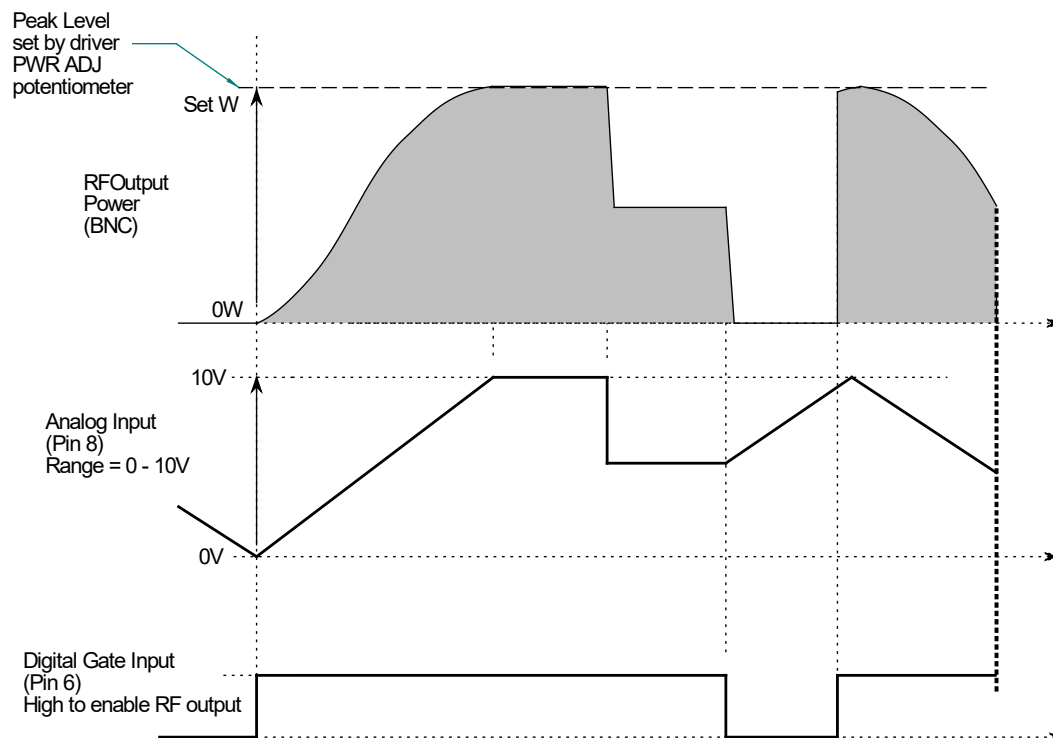 Peak Level
set by driver
PWR ADJ
potentiometer
Set W
RFOutput
Power
(BNC)
0W
10V
Analog Input
(Pin 8)
Range = 0 - 10V
0V
Digital Gate Input
(Pin 6)
High to enable RF output